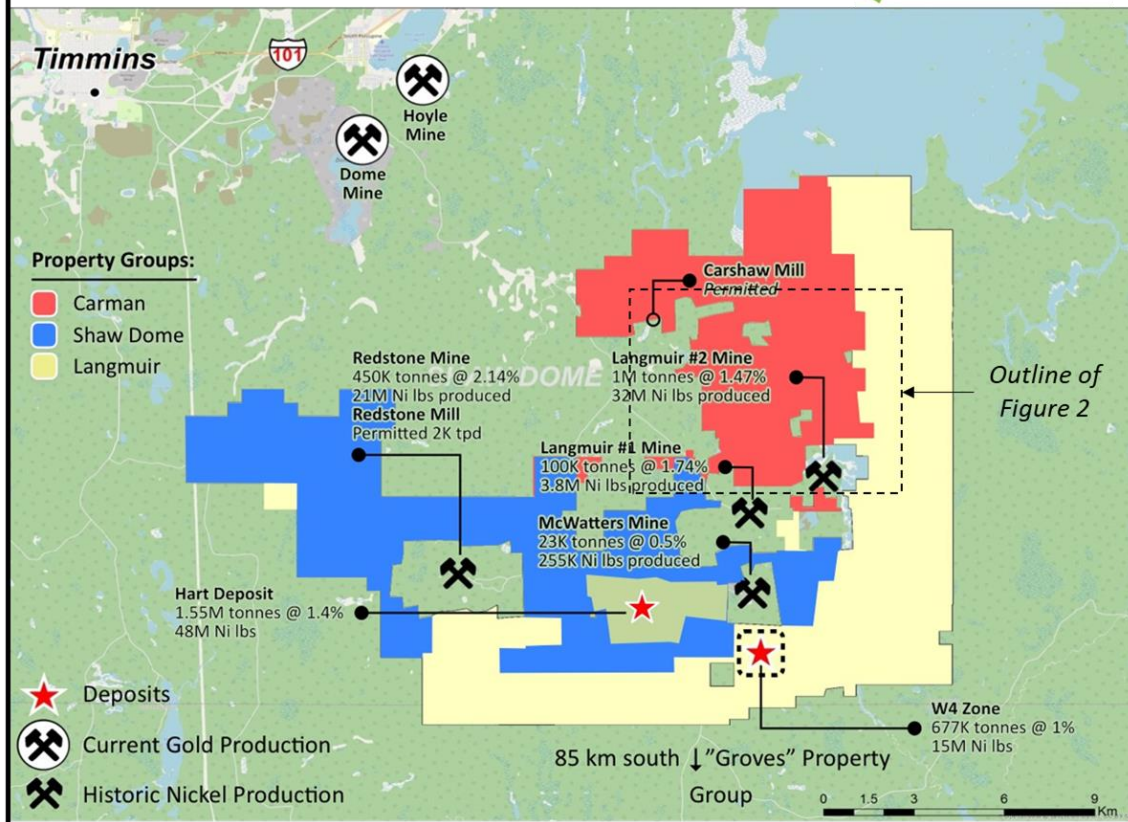 Timmins
101
Hoyle
Mine
Dome
Mine
Property Groups:
Carman
Shaw Dome
Langmuir
Carshaw Mill
Permitted
Redstone Mine
450K tonnes @ 2.14%
21M Ni lbs produced
Redstone Mill
Permitted 2K tpd
DOME
Langmuir #2 Mine
1M tonnes @ 1.47%
32M Ni lbs produced
Outline of
Figure 2
Langmuir #1 Mine
100K tonnes @ 1.74%
3.8M Ni lbs produced
McWatters Mine
23K tonnes @ 0.5%
255K Ni lbs produced
Hart Deposit
1.55M tonnes @ 1.4%
48M Ni lbs
W4 Zone
677K tonnes @ 1%
15M Ni lbs
Deposits
Current Gold Production
Historic Nickel Production
85 km south ↓ "Groves" Property
Group
0 1.5 3 6 9
Km